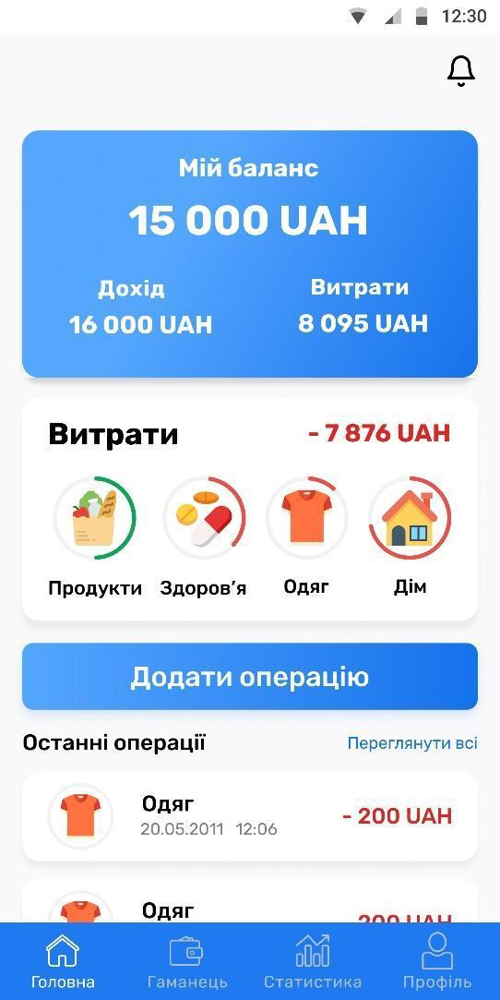 12:30
Мій баланс
15 000 UAH
Дохід Витрати
16 000 UAH 8 095 UAH
Витрати - 7 876 UAH
Продукти Здоров’я Одяг Дім
Додати операцію
Останні операції Переглянути всі
Одяг
- 200 UAH
20.05.2011 12:06
Одяг
200 UAH
Головна Гаманець Статистика Профіль